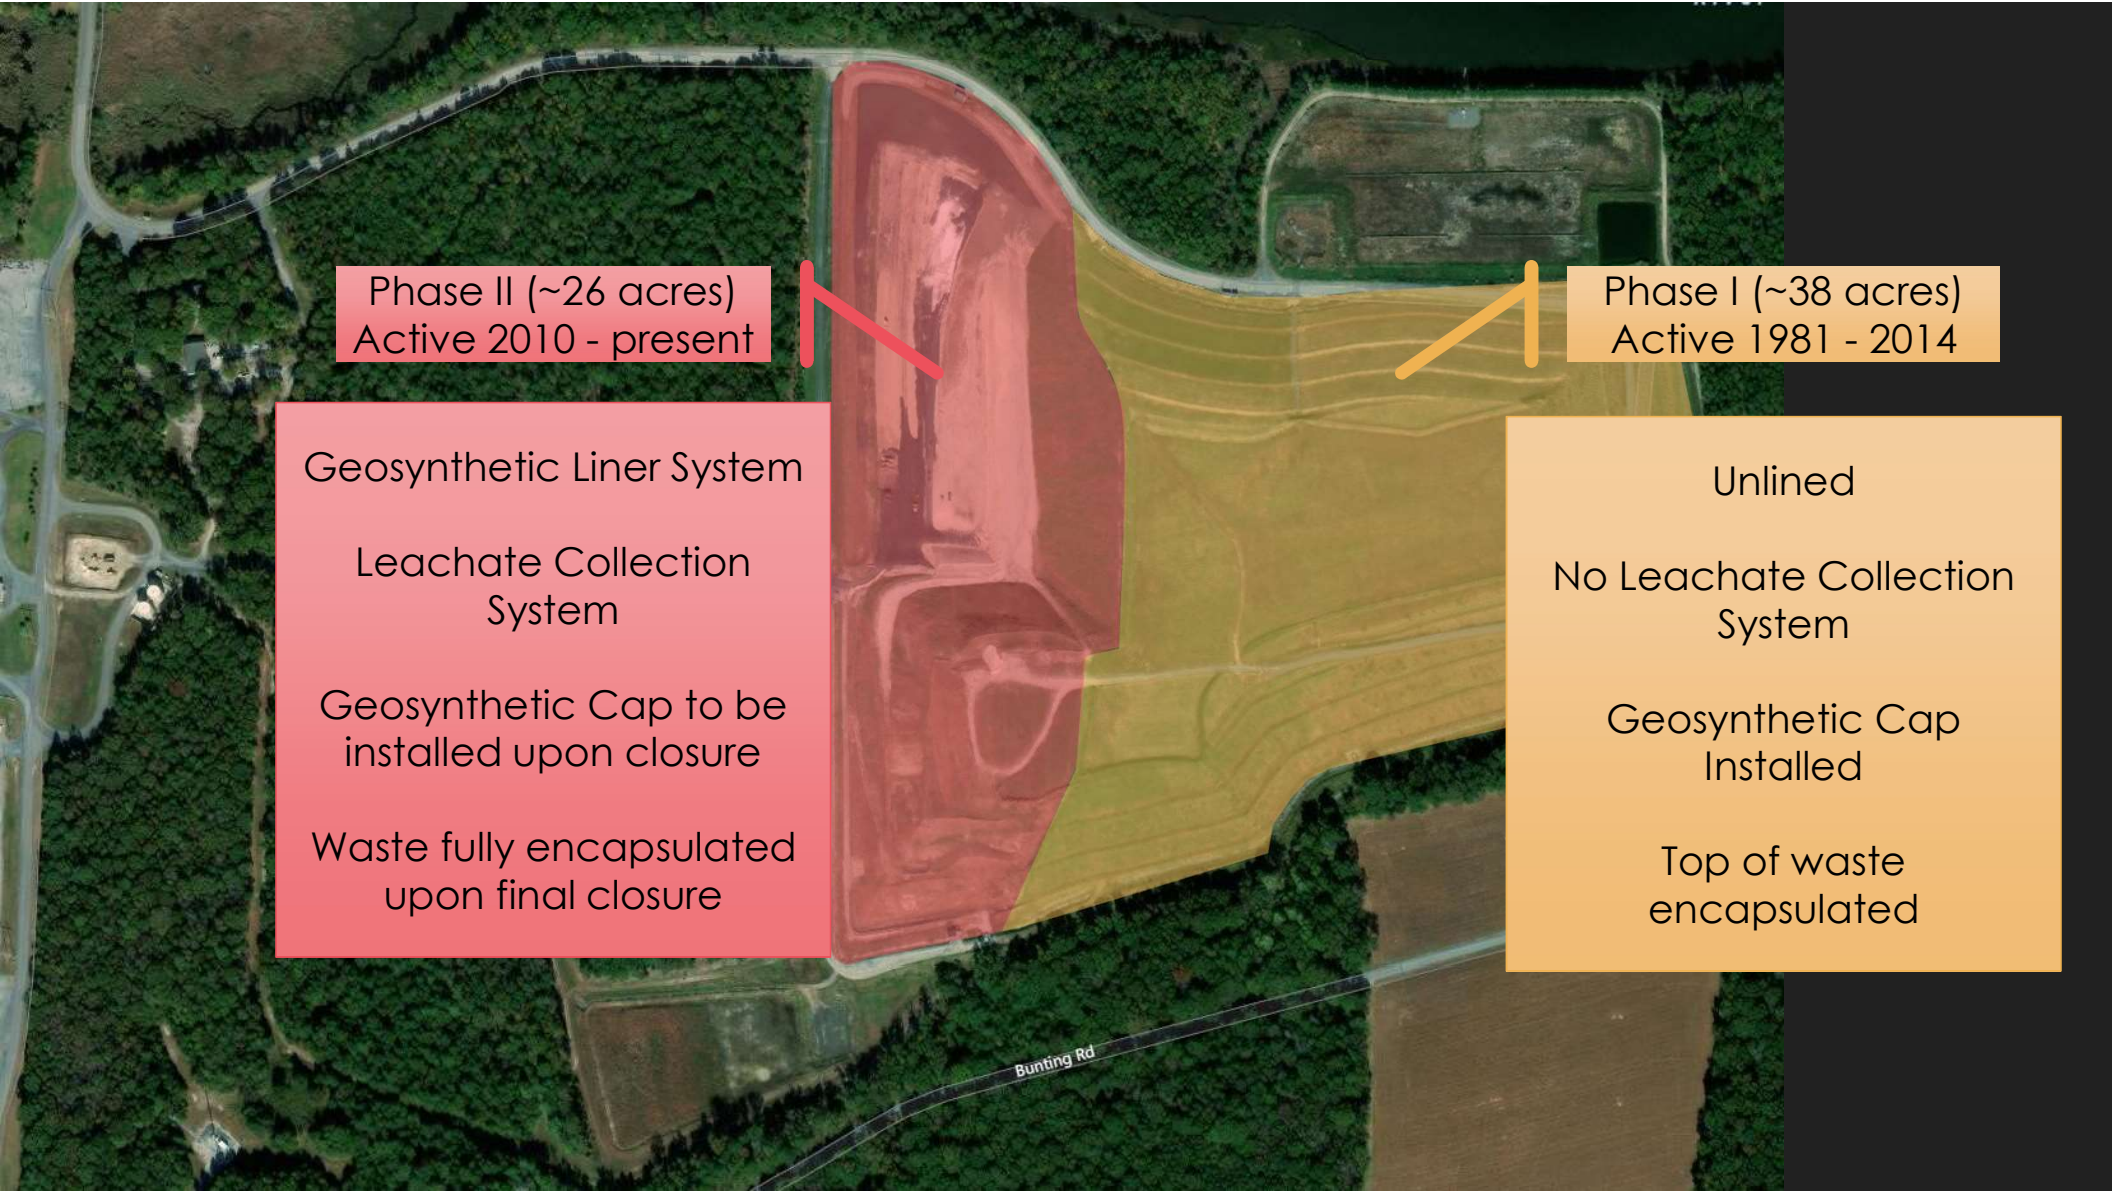 Phase II (~26 acres)
Active 2010 - present
Geosynthetic Liner System
Leachate Collection
System
Geosynthetic Cap to be
installed upon closure
Waste fully encapsulated
upon final closure
Phase I (~38 acres)
Active 1981 - 2014
Unlined
No Leachate Collection
System
Geosynthetic Cap
Installed
Top of waste
encapsulated
Bunting Rd